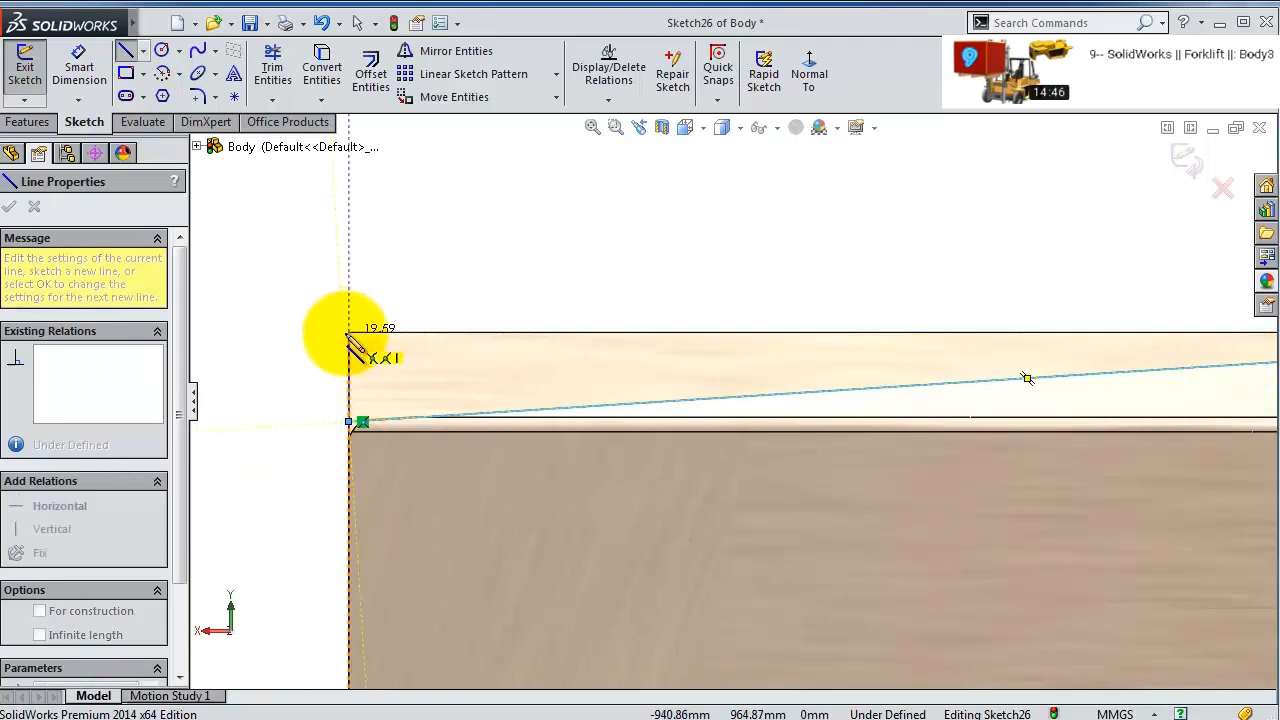 SOLIDWORKS
Sketch26 of Body *
Search Commands
?
9-- SolidWorks || Forklift ||: Body3
9
14:46
Exit
Sketch
Smart
Dimension
Trim
Entities
Convert
Entities
Offset
Entities
Mirror Entities
Linear Sketch Pattern
Move Entities
Display/Delete
Relations
Repair
Sketch
Quick
Snaps
Rapid
Sketch
Normal
To
Features
Sketch
Evaluate
DimXpert
Office Products
Body (Default<<Default>_...
Line Properties
?
Message
Edit the settings of the current
line, sketch a new line, or
select OK to change the
settings for the next new line.
Existing Relations
Under Defined
Add Relations
Horizontal
Vertical
Fix
Options
For construction
Infinite length
Parameters
19.69
Y
X
Model
Motion Study 1
SolidWorks Premium 2014 x64 Edition
-940.86mm
964.87mm
0mm
Under Defined
Editing Sketch26
MMGS
?